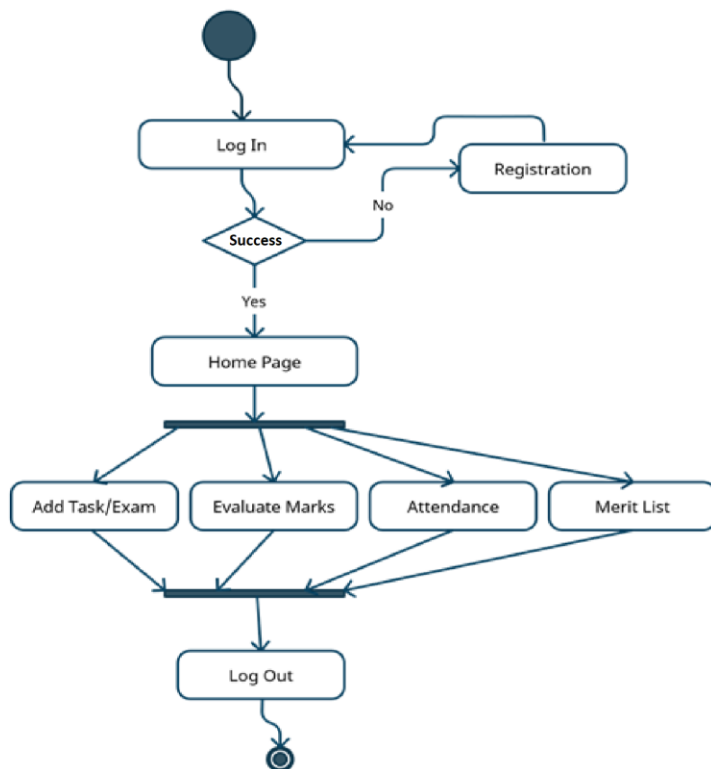 Log In
Registration
No
Success
Yes
Home Page
Add Task/Exam
Evaluate Marks
Attendance
Merit List
Log Out